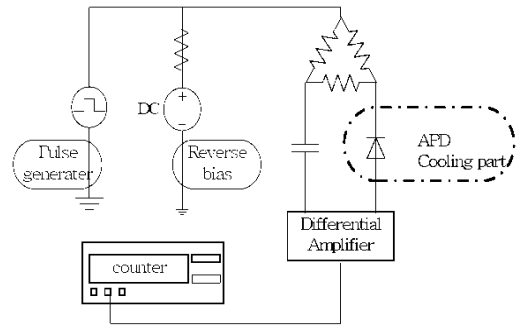 DC
+
-
Pulse
generater
Reverse
bias
APD
Cooling part
Differential
Amplifier
counter